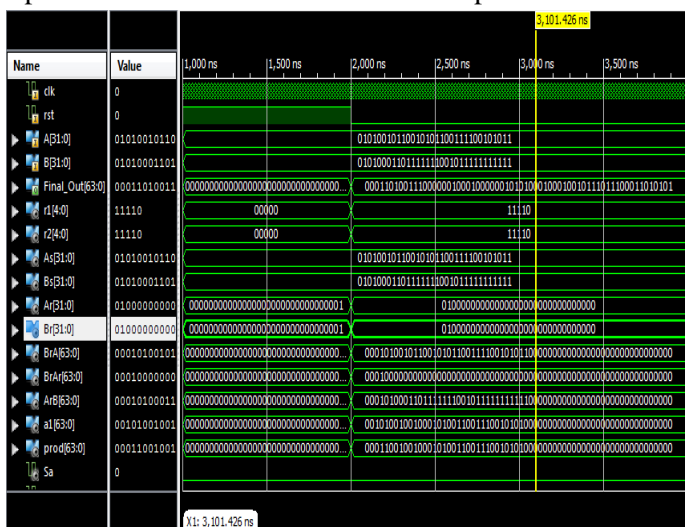 3,101.426 ns
Name Value 1,000 ns 1,500 ns 2,000 ns 2,500 ns 3,000 ns 3,500 ns
clk 0
rst 0
A[31:0] 01010010110 01010010110010101100111100101011
B[31:0] 01010001101 01010001101111111001011111111111
Final_Out[63:0] 00011010011
r1[4:0] 11110 00000 11110
r2[4:0] 11110 00000 11110
As[31:0] 01010010110 01010010110010101100111100101011
Bs[31:0] 01010001101 01010001101111111001011111111111
Ar[31:0] 01000000000 00000000000000000000000000000001 01000000000000000000000000000000
Br[31:0] 01000000000 00000000000000000000000000000001 01000000000000000000000000000000
BrA[63:0] 00010100101
BrAr[63:0] 00010000000
ArB[63:0] 00010100011
a1[63:0] 00101001001
prod[63:0] 00011001001
Sa 0
X1: 3,101.426 ns